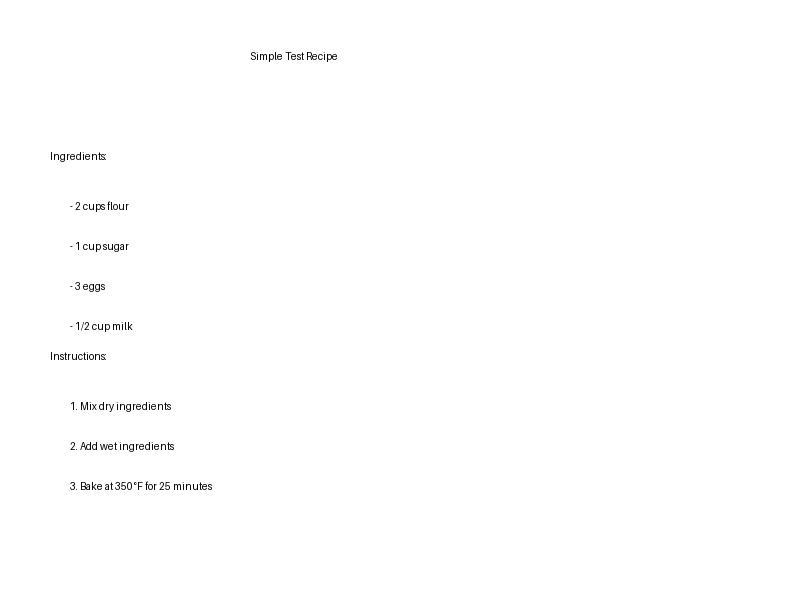 Simple Test Recipe
Ingredients:
- 2 cups flour
- 1 cup sugar
- 3 eggs
- 1/2 cup milk
Instructions:
1. Mix dry ingredients
2. Add wet ingredients
3. Bake at 350°F for 25 minutes